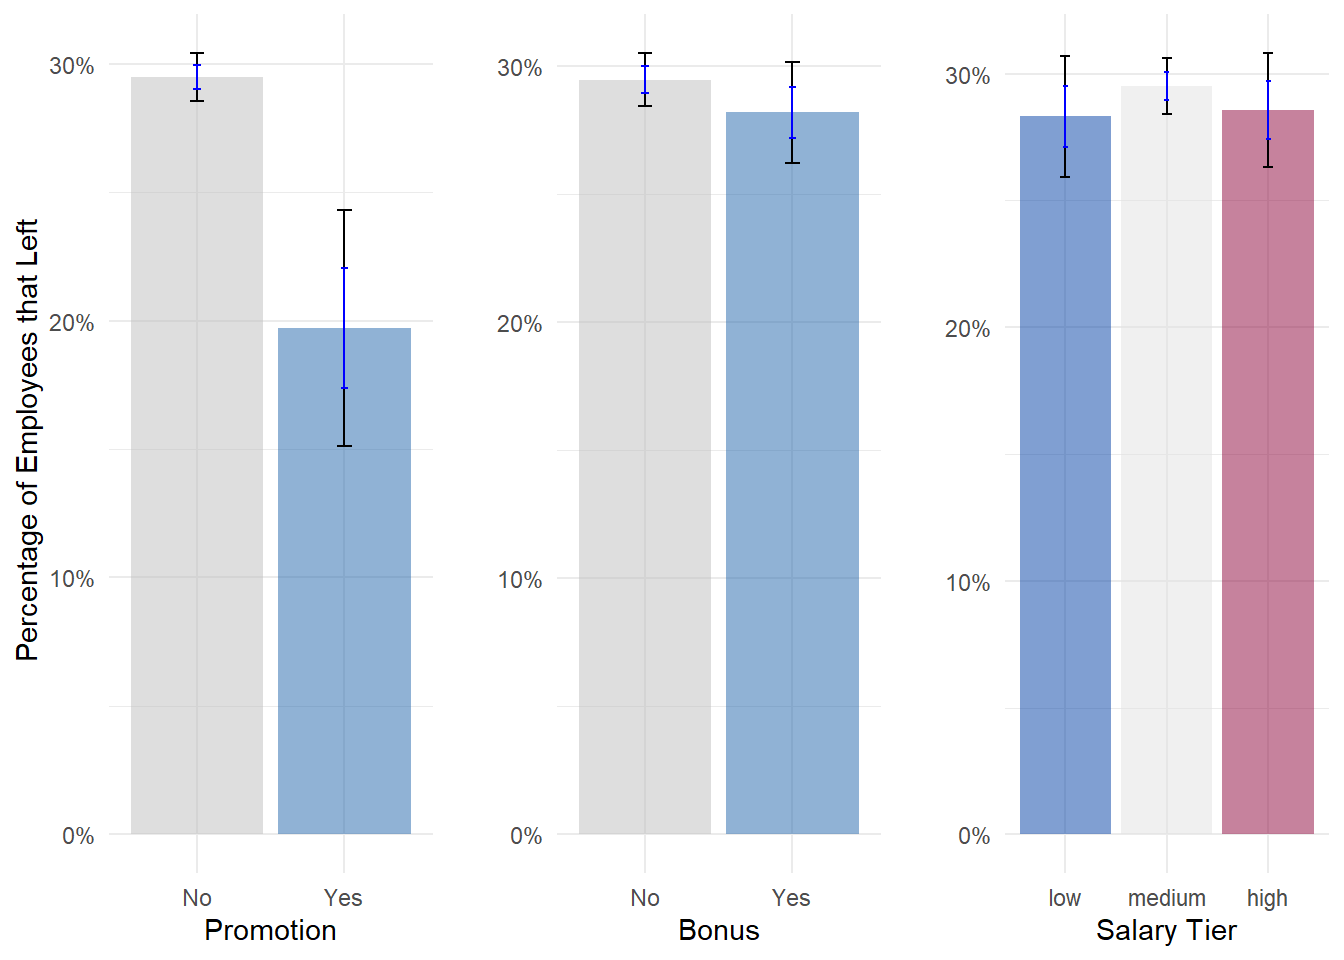 Percentage of Employees that Left
30%
20%
10%
0%
No Yes
Promotion
30%
20%
10%
0%
No Yes
Bonus
30%
20%
10%
0%
low medium high
Salary Tier